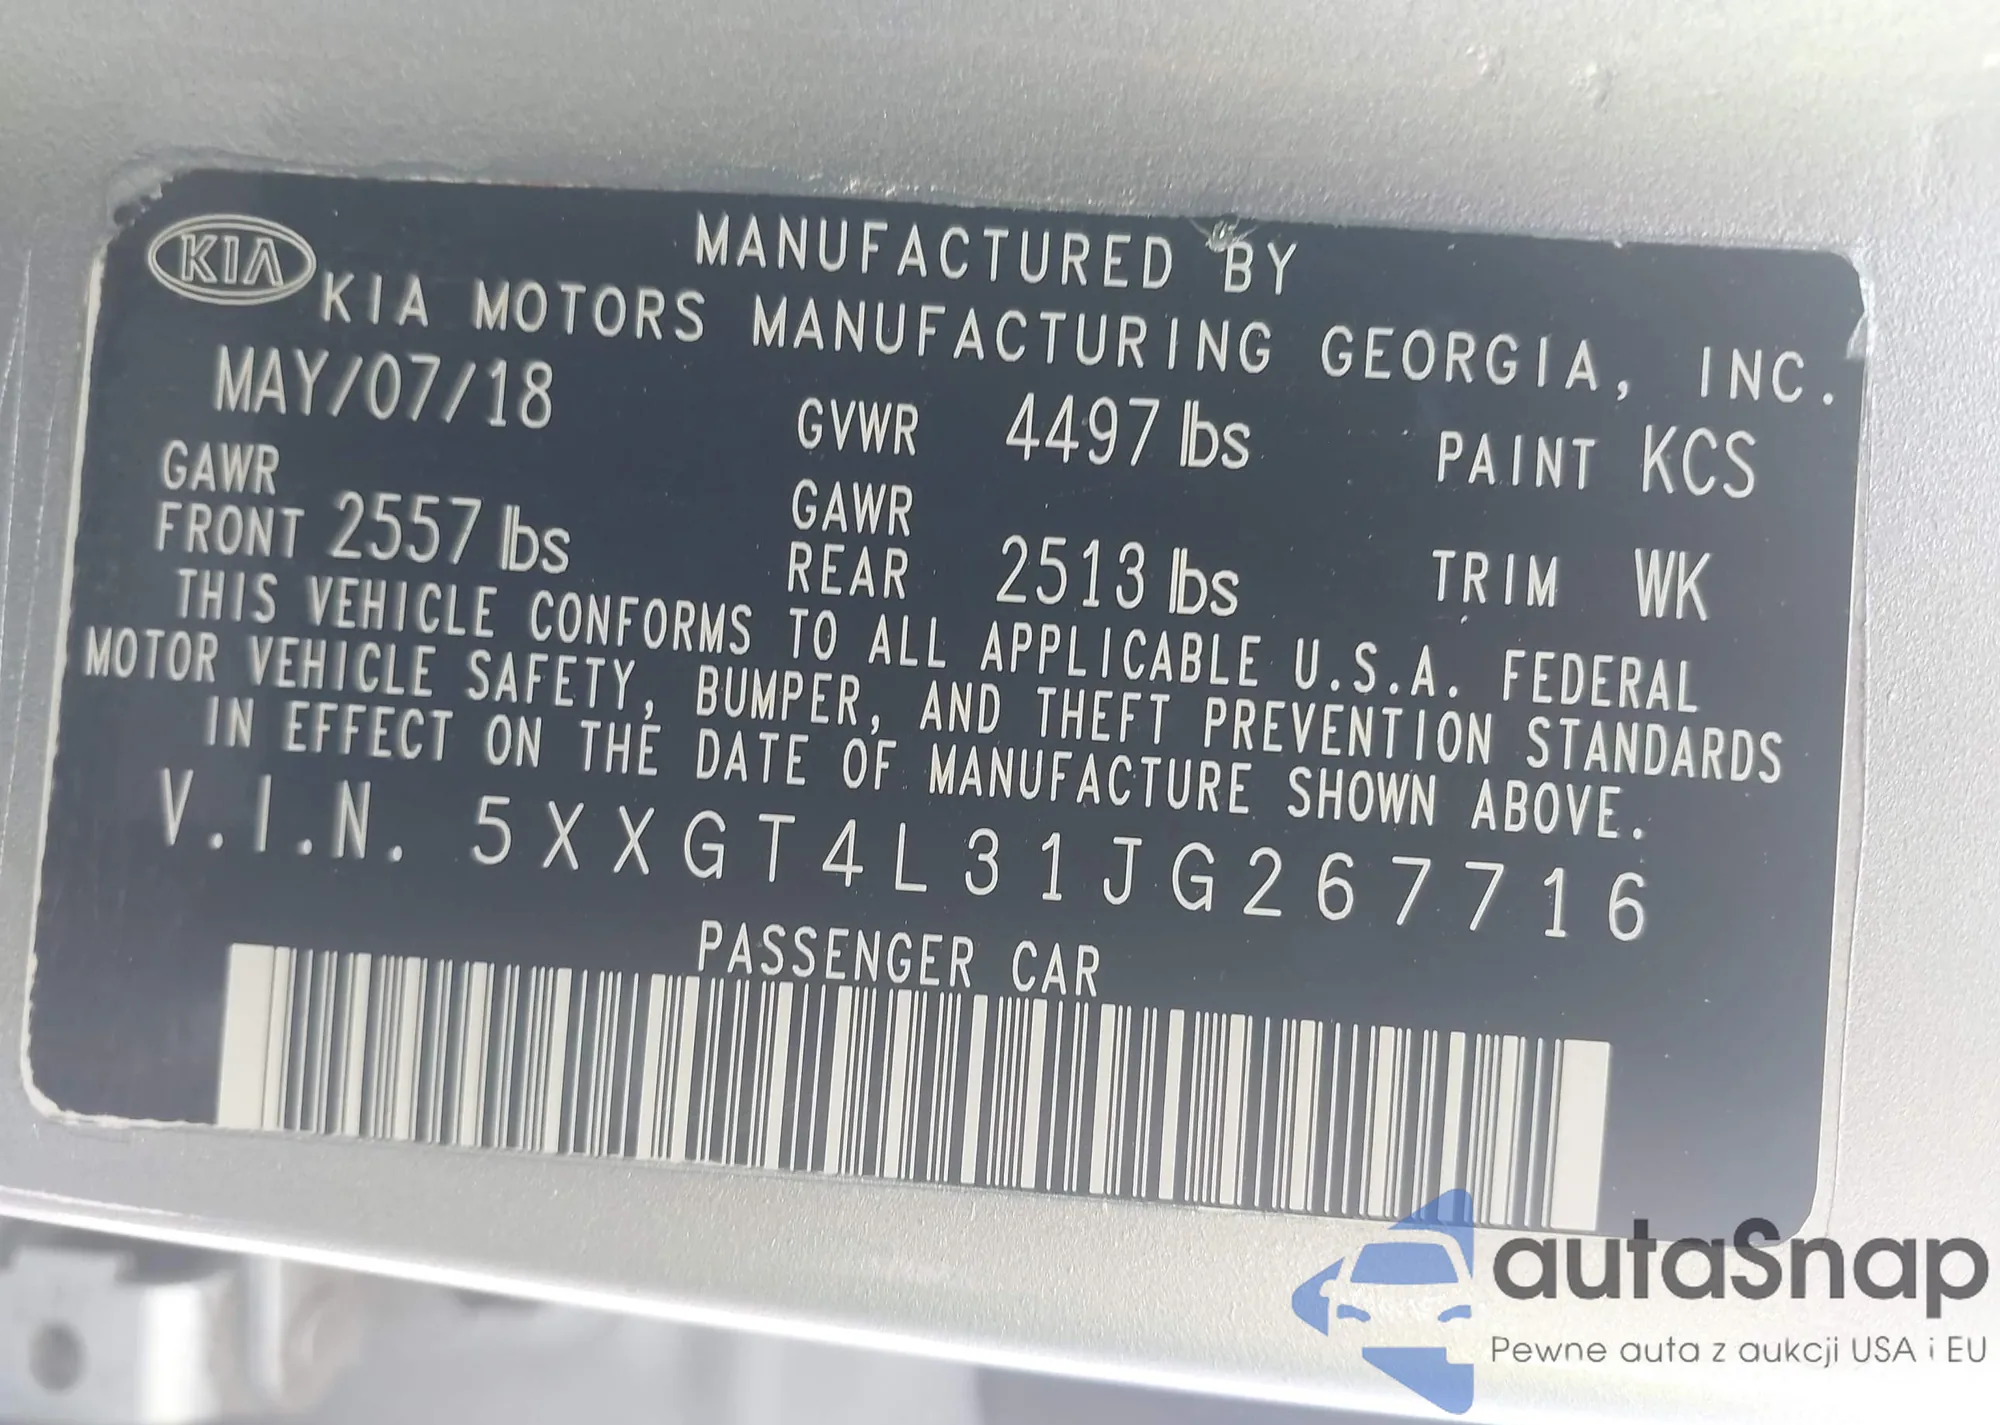 KIA
MANUFACTURED BY
KIA MOTORS MANUFACTURING GEORGIA, INC.
MAY/07/18 GVWR 4497 lbs PAINT KCS
GAWR FRONT 2557 lbs GAWR REAR 2513 lbs TRIM WK
THIS VEHICLE CONFORMS TO ALL APPLICABLE U.S.A. FEDERAL
MOTOR VEHICLE SAFETY, BUMPER, AND THEFT PREVENTION STANDARDS
IN EFFECT ON THE DATE OF MANUFACTURE SHOWN ABOVE.
V.I.N. 5XXGT4L31JG267716
PASSENGER CAR
autaSnap
Pewne auta z aukcji USA i EU